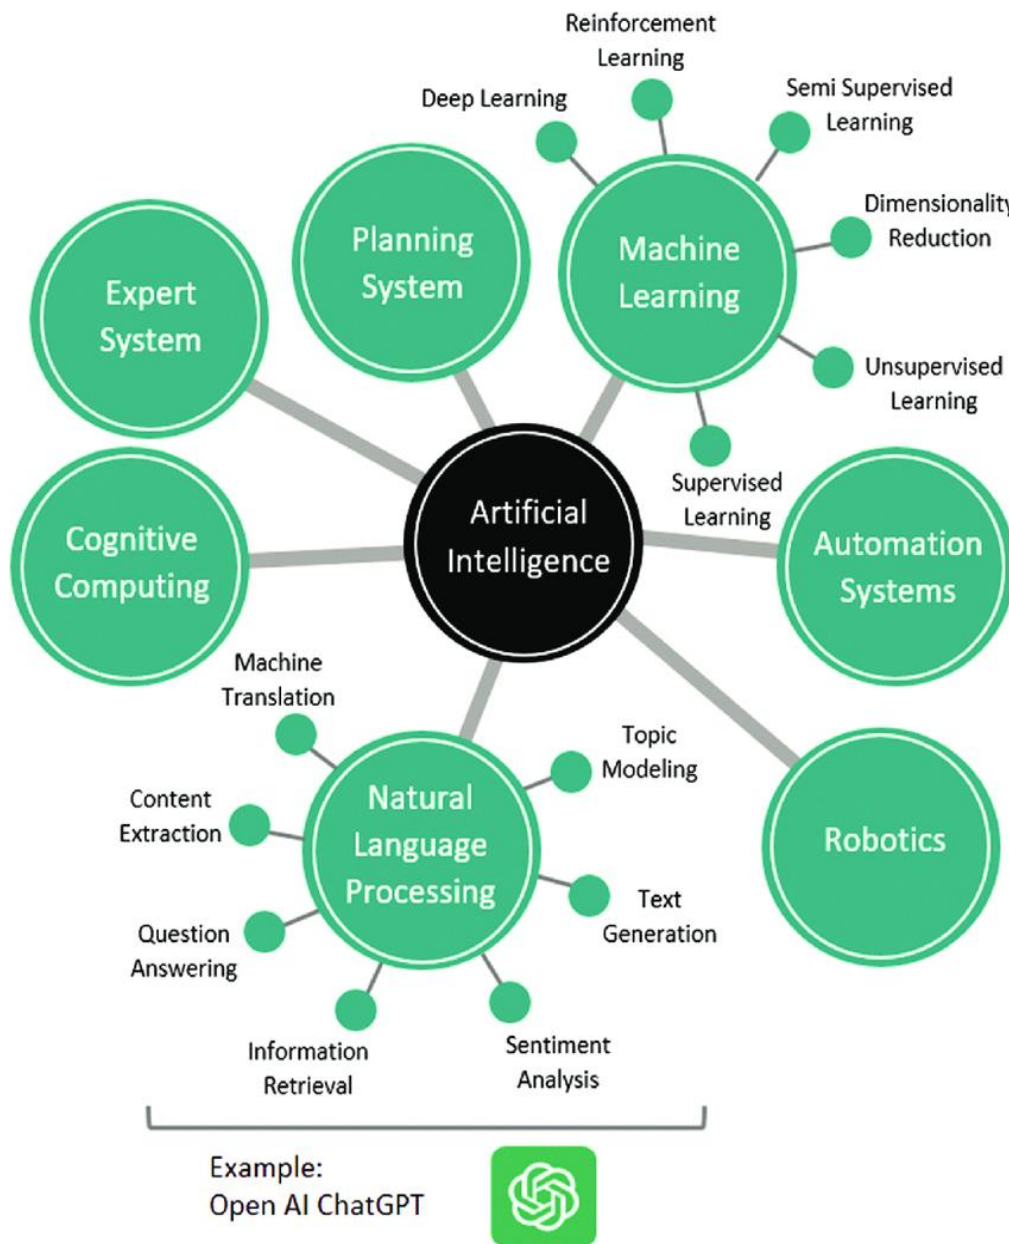 Reinforcement
Learning
Deep Learning
Semi Supervised
Learning
Dimensionality
Reduction
Unsupervised
Learning
Supervised
Learning
Machine
Learning
Planning
System
Expert
System
Artificial
Intelligence
Cognitive
Computing
Automation
Systems
Robotics
Machine
Translation
Content
Extraction
Question
Answering
Information
Retrieval
Sentiment
Analysis
Text
Generation
Topic
Modeling
Natural
Language
Processing
Example:
Open AI ChatGPT